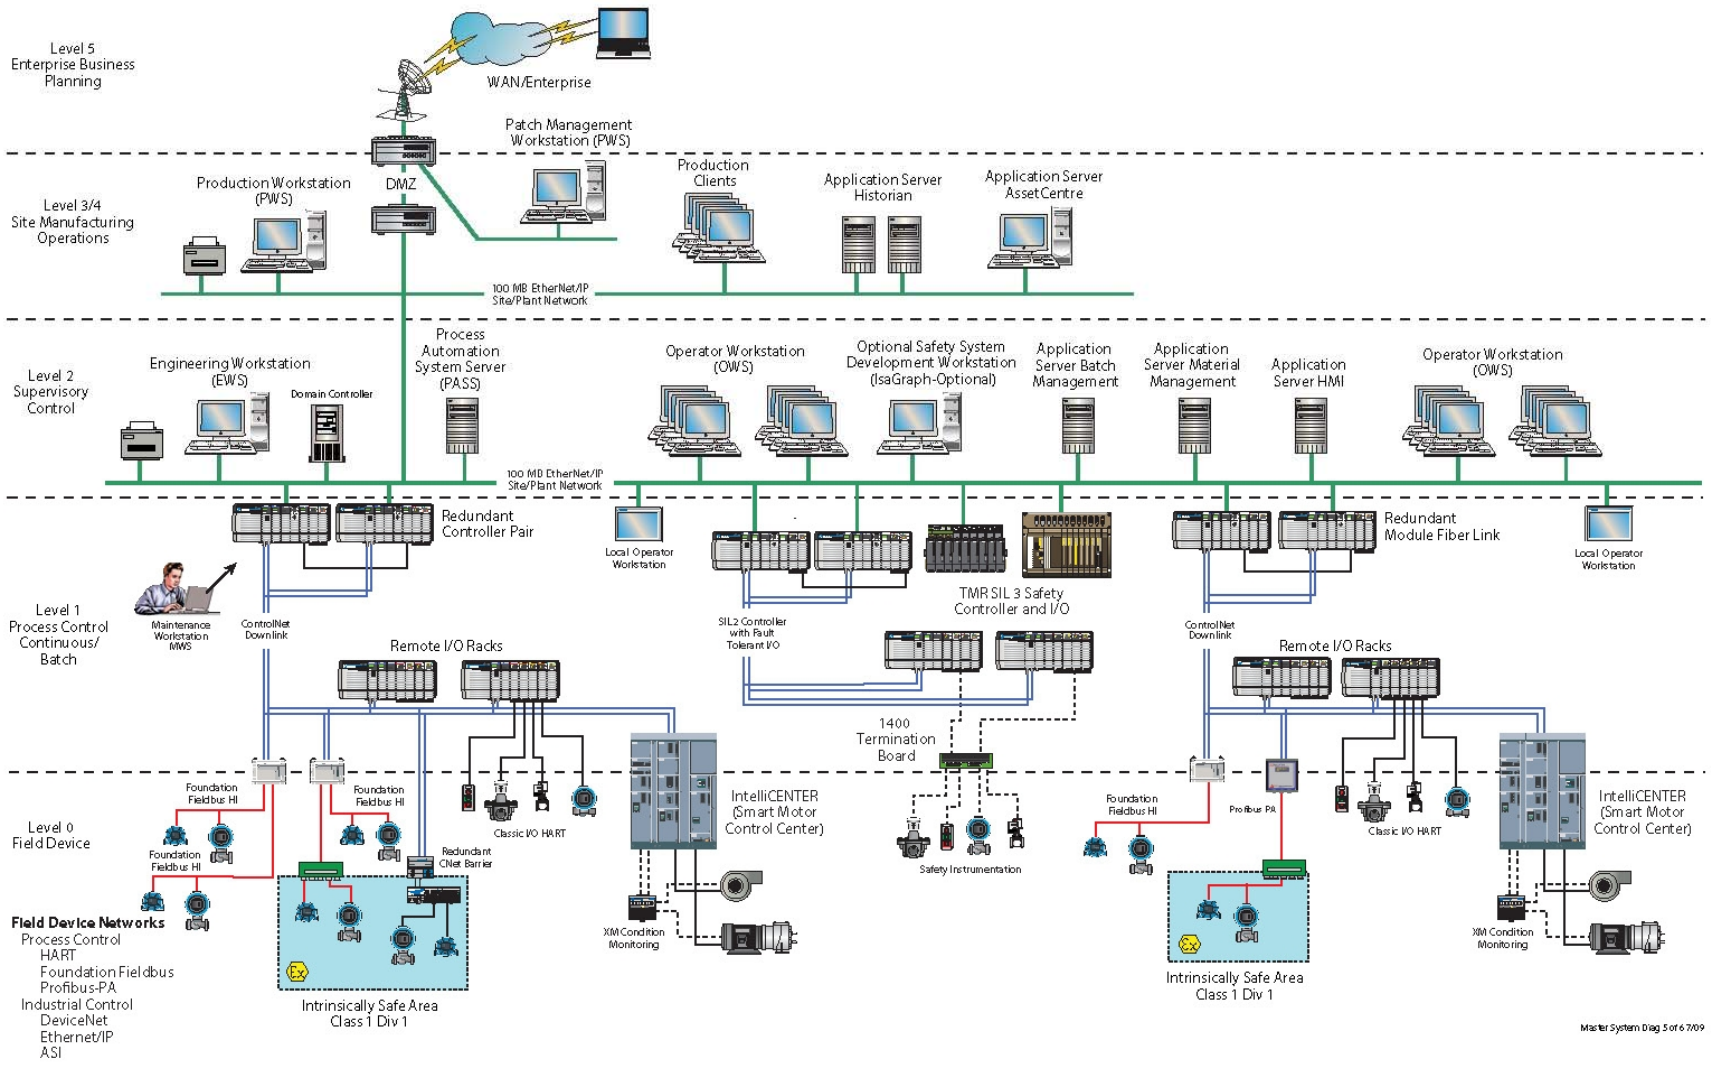 Level 5
Enterprise Business
Planning
WAN/Enterprise
Patch Management
Workstation (PWS)
Level 3/4
Site Manufacturing
Operations
Production Workstation
(PWS)
DMZ
Production
Clients
Application Server
Historian
Application Server
AssetCentre
100 MB EtherNet/IP
Site/Plant Network
Level 2
Supervisory
Control
Engineering Workstation
(EWS)
Domain Controller
Process
Automation
System Server
(PASS)
Operator Workstation
(OWS)
Optional Safety System
Development Workstation
(IsaGraph-Optional)
Application
Server Batch
Management
Application
Server Material
Management
Application
Server HMI
Operator Workstation
(OWS)
100 MB EtherNet/IP
Site/Plant Network
Level 1
Process Control
Continuous/
Batch
Redundant
Controller Pair
Local Operator
Workstation
TMR SIL 3 Safety
Controller and I/O
Redundant
Module Fiber Link
Local Operator
Workstation
Maintenance
Workstation
MWS
ControlNet
Downlink
Remote I/O Racks
SIL2 Controller
with Fault
Tolerant I/O
ControlNet
Downlink
Remote I/O Racks
1400
Termination
Board
Level 0
Field Device
Foundation
Fieldbus HI
Foundation
Fieldbus HI
Foundation
Fieldbus HI
Classic I/O HART
Redundant
CNet Barrier
IntelliCENTER
(Smart Motor
Control Center)
Safety Instrumentation
Foundation
Fieldbus HI
Profibus PA
Classic I/O HART
IntelliCENTER
(Smart Motor
Control Center)
XM Condition
Monitoring
XM Condition
Monitoring
Ex
Intrinsically Safe Area
Class 1 Div 1
Ex
Intrinsically Safe Area
Class 1 Div 1
Field Device Networks
Process Control
HART
Foundation Fieldbus
Profibus-PA
Industrial Control
DeviceNet
Ethernet/IP
ASI
Master System Diag 5 of 6 7/09